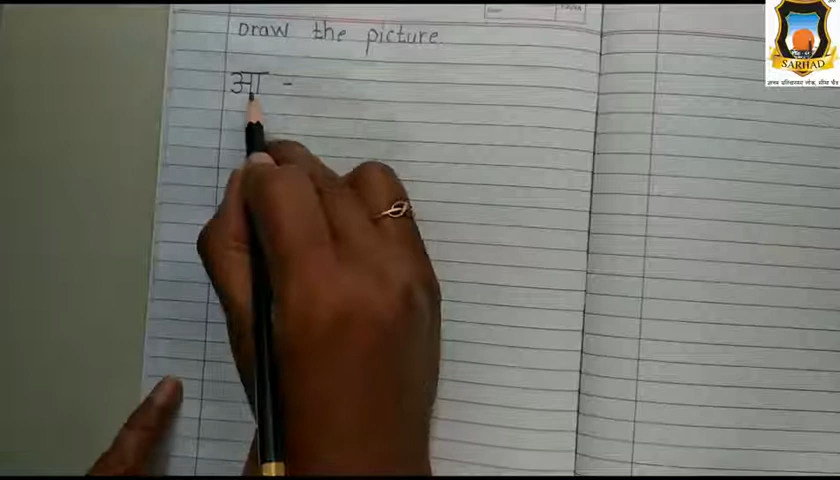 Draw the picture.
आ -
SARHAD